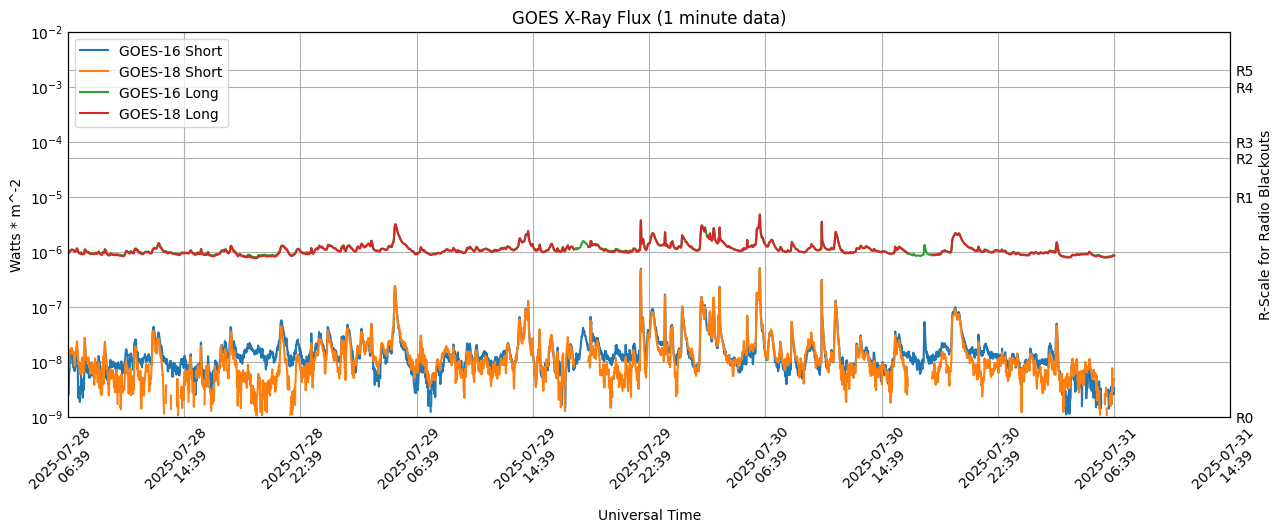 GOES X-Ray Flux (1 minute data)
GOES-16 Short
GOES-18 Short
GOES-16 Long
GOES-18 Long
10^-2
10^-3
10^-4
10^-5
10^-6
10^-7
10^-8
10^-9
Watts * m^-2
R5
R4
R3
R2
R1
R0
R-Scale for Radio Blackouts
2025-07-28
06:39
2025-07-28
14:39
2025-07-28
22:39
2025-07-29
06:39
2025-07-29
14:39
2025-07-29
22:39
2025-07-30
06:39
2025-07-30
14:39
2025-07-30
22:39
2025-07-31
06:39
2025-07-31
14:39
Universal Time